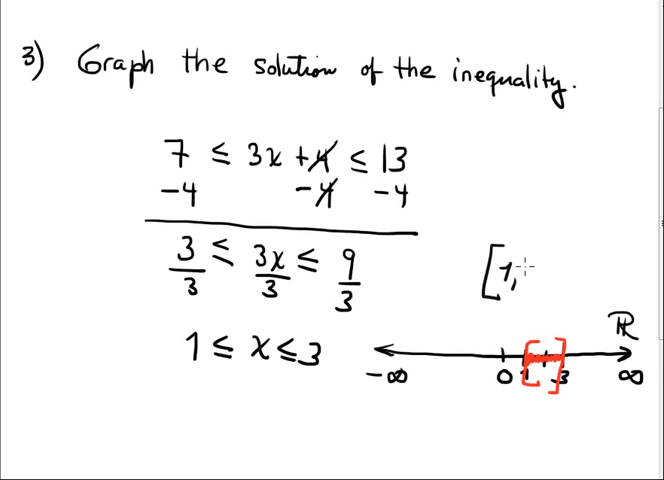 3) Graph the solution of the inequality.
7 ≤ 3x + 4 ≤ 13
-4 -4 -4
3/3 ≤ 3x/3 ≤ 9/3
[1,
1 ≤ x ≤ 3
ℝ
-∞ 0 1 3 ∞